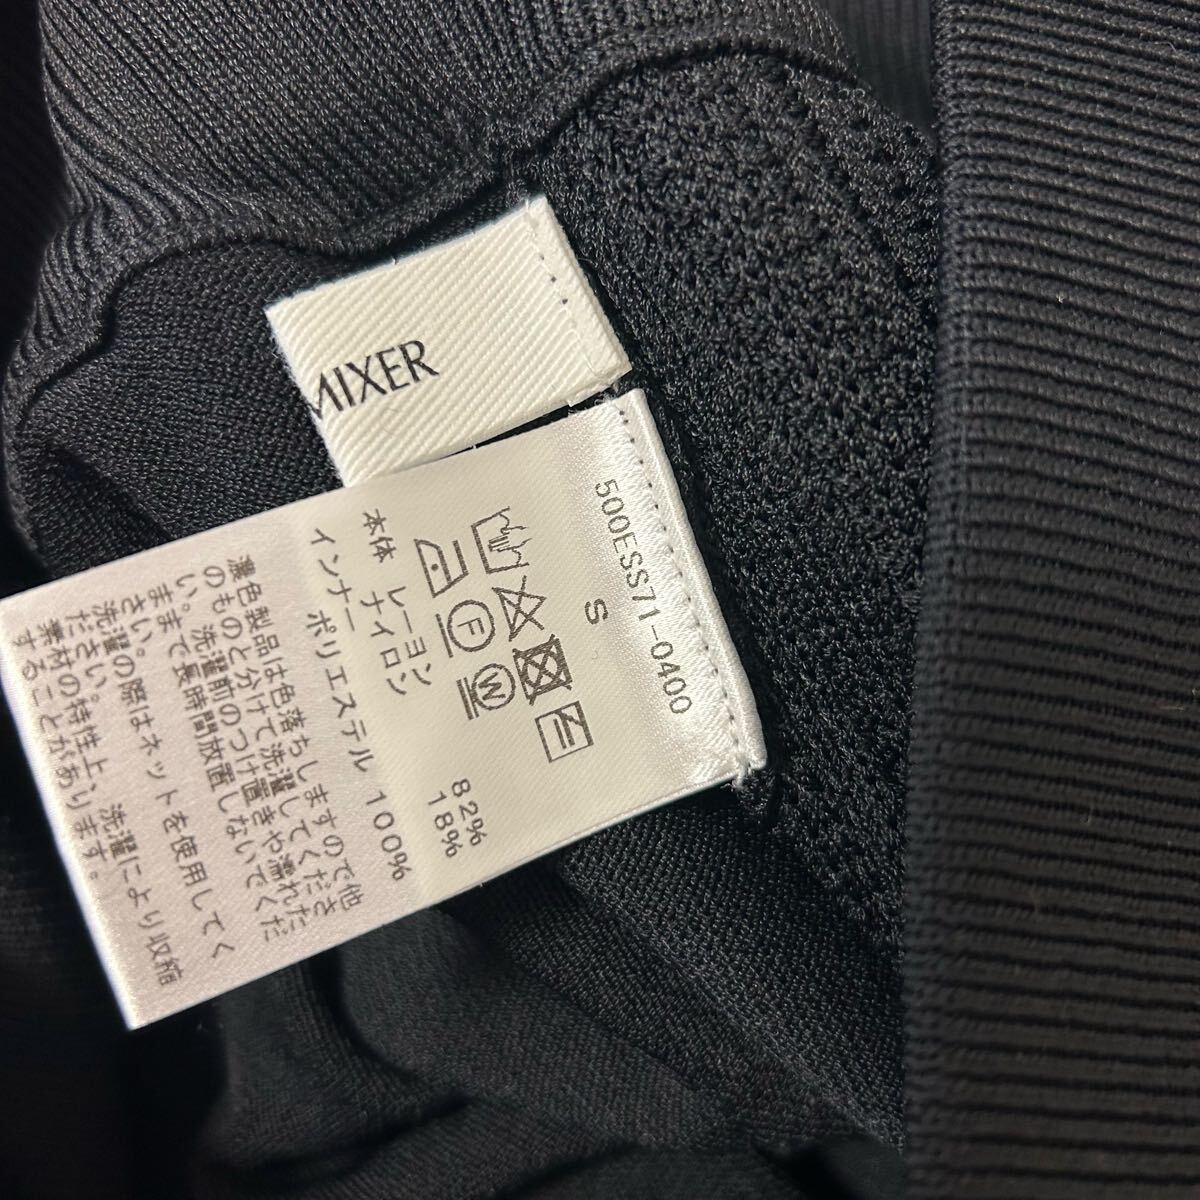 MIXER
500ESS71-0400
S
F
W
本体 レーヨン 82%
ナイロン 18%
インナー ポリエステル 100%
濃色製品は色落ちしますので他
のものと分けて洗濯してくださ
い。洗濯前のつけ置きや濡れた
まま長時間放置しないでくだ
さい。
洗濯の際はネットを使用してく
ださい。
素材の特性上、洗濯により収縮
することがあります。